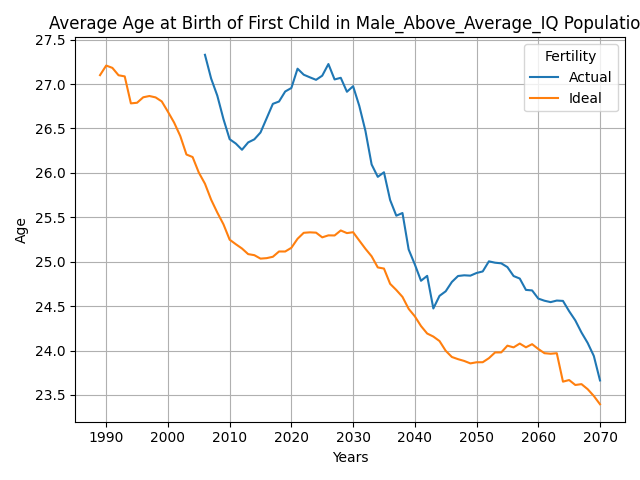 Average Age at Birth of First Child in Male_Above_Average_IQ Populatio
27.5
27.0
26.5
26.0
25.5
25.0
24.5
24.0
23.5
Age
Fertility
Actual
Ideal
1990 2000 2010 2020 2030 2040 2050 2060 2070
Years